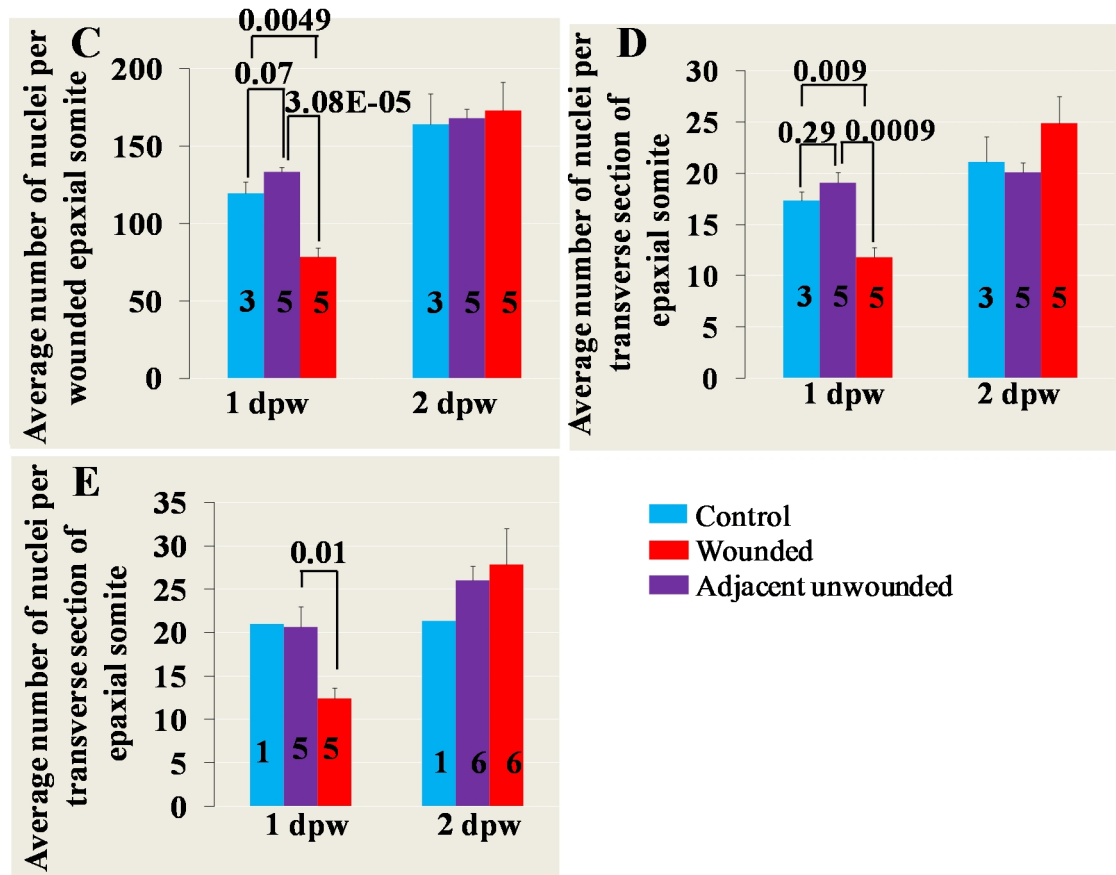 C
Average number of nuclei per
wounded epaxial somite
0.0049
0.07
3.08E-05
200
150
100
50
0
3
5
5
3
5
5
1 dpw
2 dpw
D
Average number of nuclei per
transverse section of
epaxial somite
0.009
0.29
0.0009
30
25
20
15
10
5
0
3
5
5
3
5
5
1 dpw
2 dpw
E
Average number of nuclei per
transverse section of
epaxial somite
0.01
35
30
25
20
15
10
5
0
1
5
5
1
6
6
1 dpw
2 dpw
Control
Wounded
Adjacent unwounded